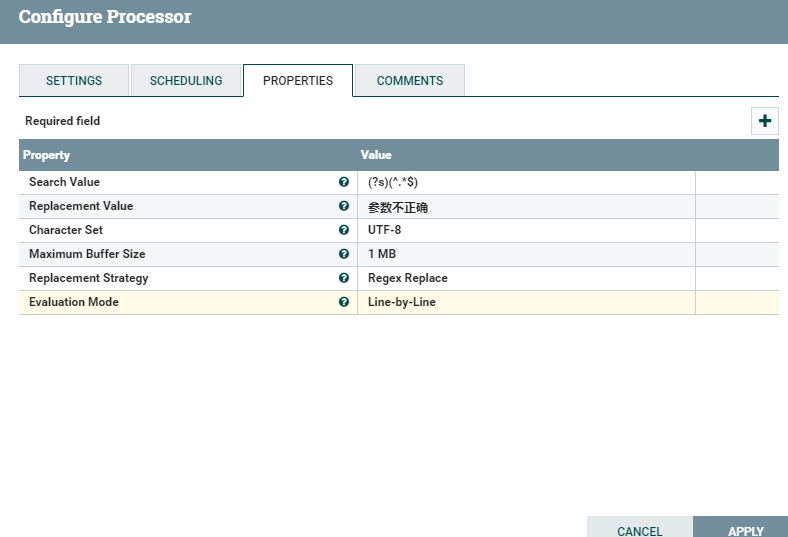 Configure Processor
SETTINGS SCHEDULING PROPERTIES COMMENTS
Required field
Property Value
Search Value (?s)(^.*$)
Replacement Value 参数不正确
Character Set UTF-8
Maximum Buffer Size 1 MB
Replacement Strategy Regex Replace
Evaluation Mode Line-by-Line
CANCEL APPLY